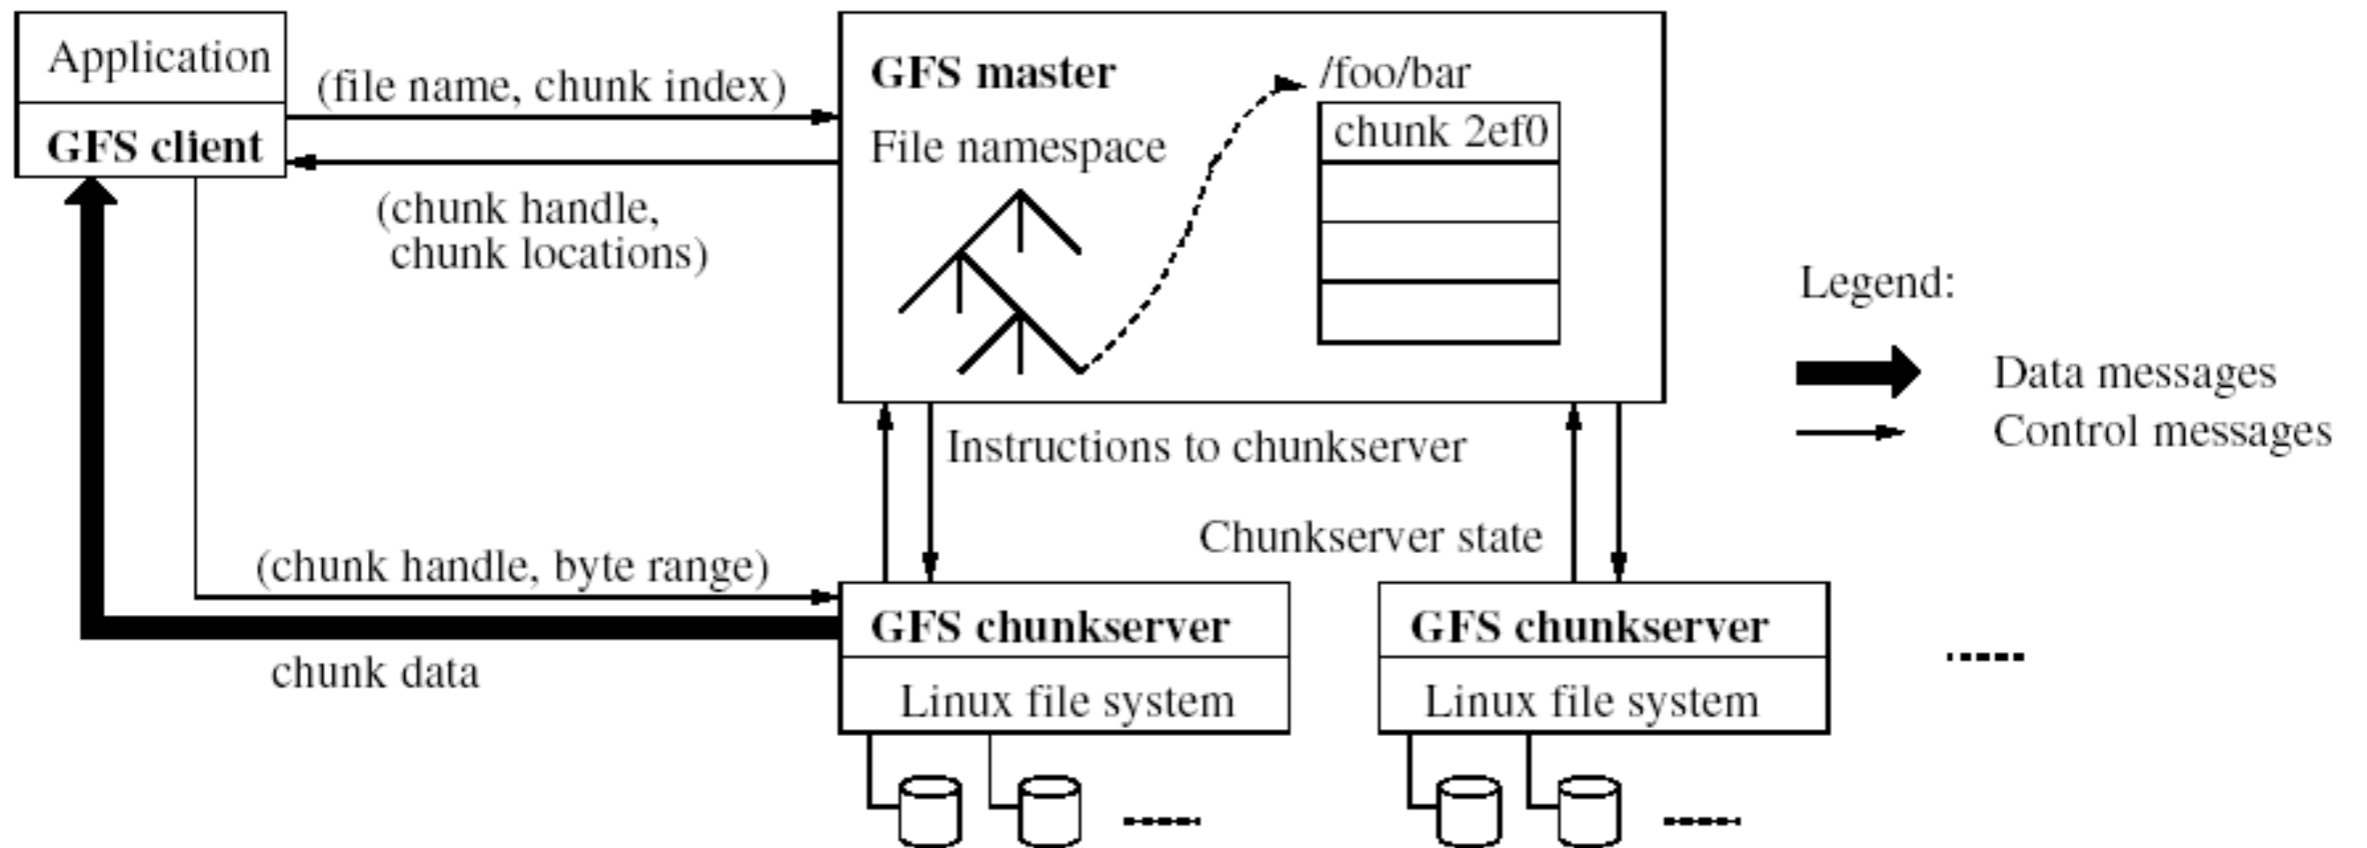 Application
GFS client
(file name, chunk index)
(chunk handle,
chunk locations)
GFS master
File namespace
/foo/bar
chunk 2ef0
Legend:
Data messages
Control messages
Instructions to chunkserver
Chunkserver state
(chunk handle, byte range)
chunk data
GFS chunkserver
Linux file system
GFS chunkserver
Linux file system